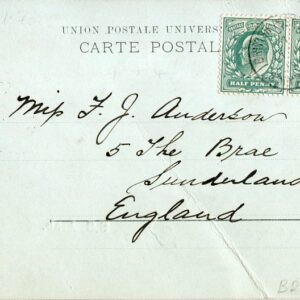 UNION POSTALE UNIVERS
CARTE POSTAL
HALF PENNY
Miss F. J. Anderson
5 The Brae
Sunderland
England